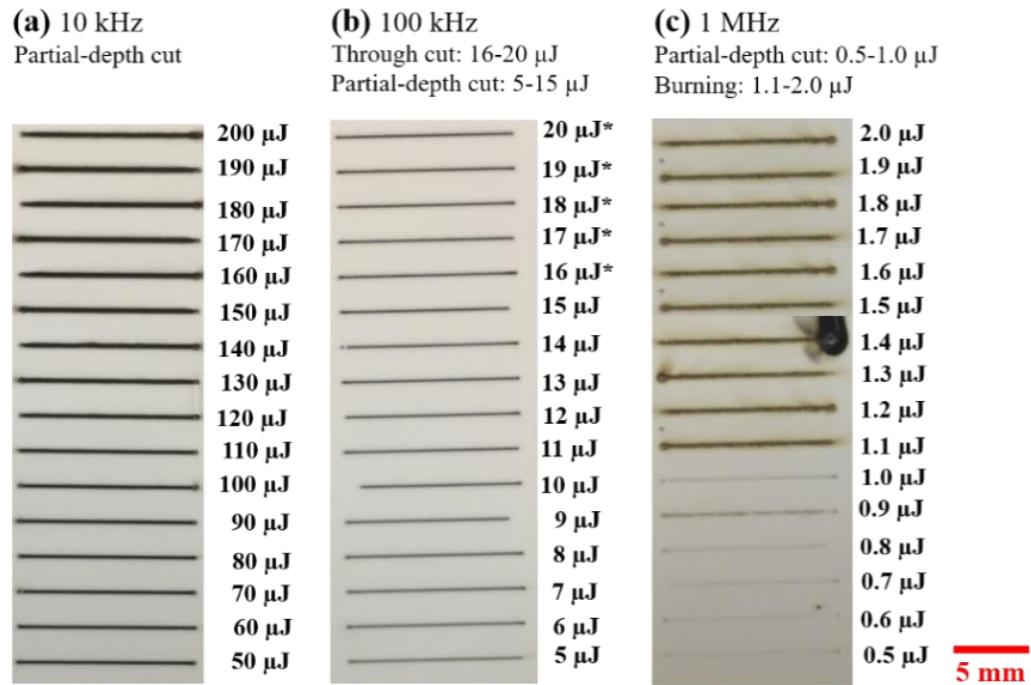 (a) 10 kHz
Partial-depth cut
200 µJ
190 µJ
180 µJ
170 µJ
160 µJ
150 µJ
140 µJ
130 µJ
120 µJ
110 µJ
100 µJ
90 µJ
80 µJ
70 µJ
60 µJ
50 µJ
(b) 100 kHz
Through cut: 16-20 µJ
Partial-depth cut: 5-15 µJ
20 µJ*
19 µJ*
18 µJ*
17 µJ*
16 µJ*
15 µJ
14 µJ
13 µJ
12 µJ
11 µJ
10 µJ
9 µJ
8 µJ
7 µJ
6 µJ
5 µJ
(c) 1 MHz
Partial-depth cut: 0.5-1.0 µJ
Burning: 1.1-2.0 µJ
2.0 µJ
1.9 µJ
1.8 µJ
1.7 µJ
1.6 µJ
1.5 µJ
1.4 µJ
1.3 µJ
1.2 µJ
1.1 µJ
1.0 µJ
0.9 µJ
0.8 µJ
0.7 µJ
0.6 µJ
0.5 µJ
5 mm